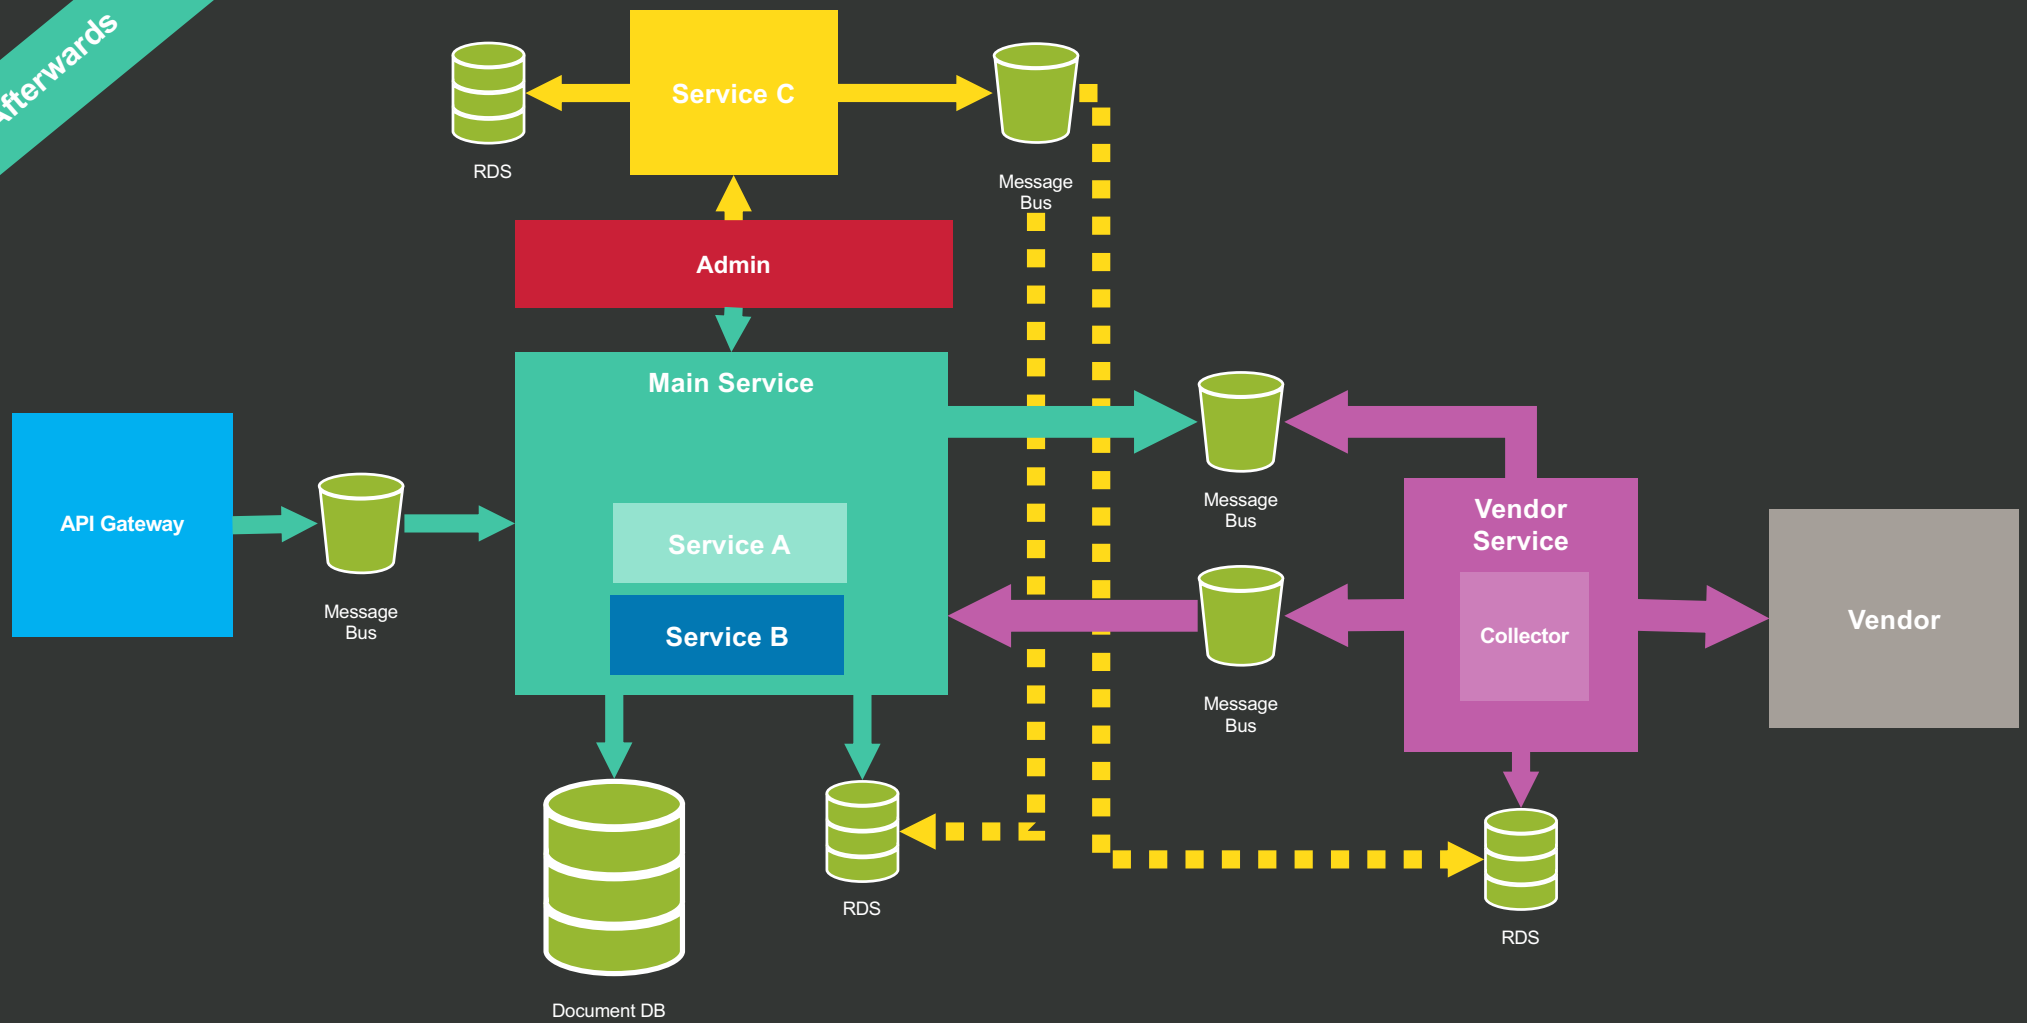 Afterwards
Service C
RDS
Message
Bus
Admin
Main Service
API Gateway
Message
Bus
Service A
Service B
Message
Bus
Message
Bus
Vendor
Service
Collector
Vendor
RDS
RDS
Document DB